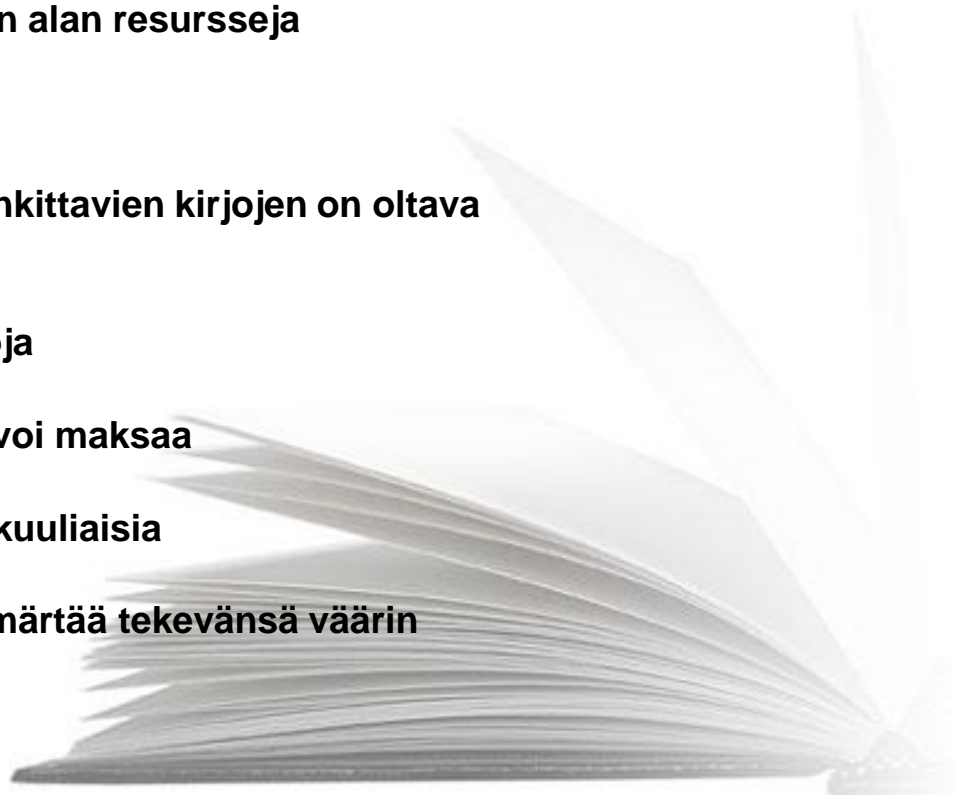 n alan resursseja
nkittavien kirjojen on oltava
ja
voi maksaa
kuuliaisia
märtää tekevänsä väärin